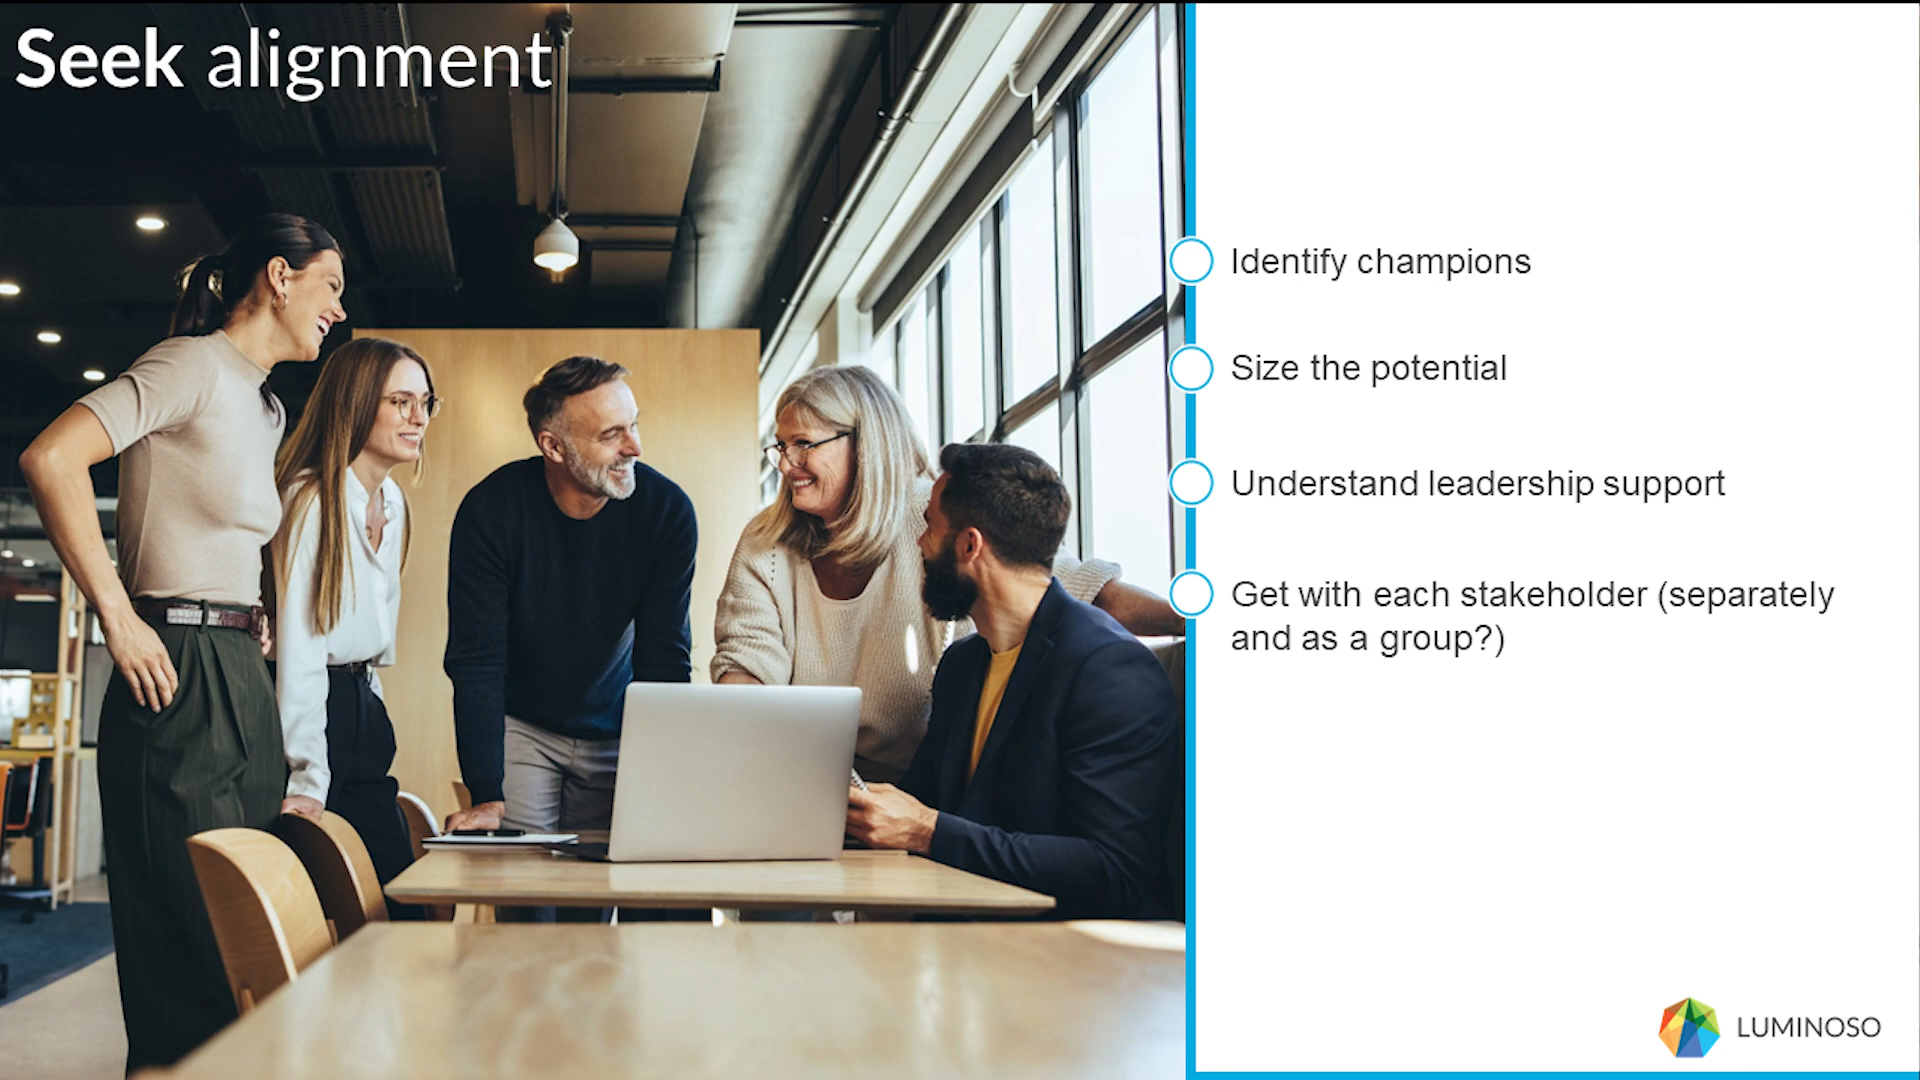 Seek alignment
Identify champions
Size the potential
Understand leadership support
Get with each stakeholder (separately
and as a group?)
LUMINOSO